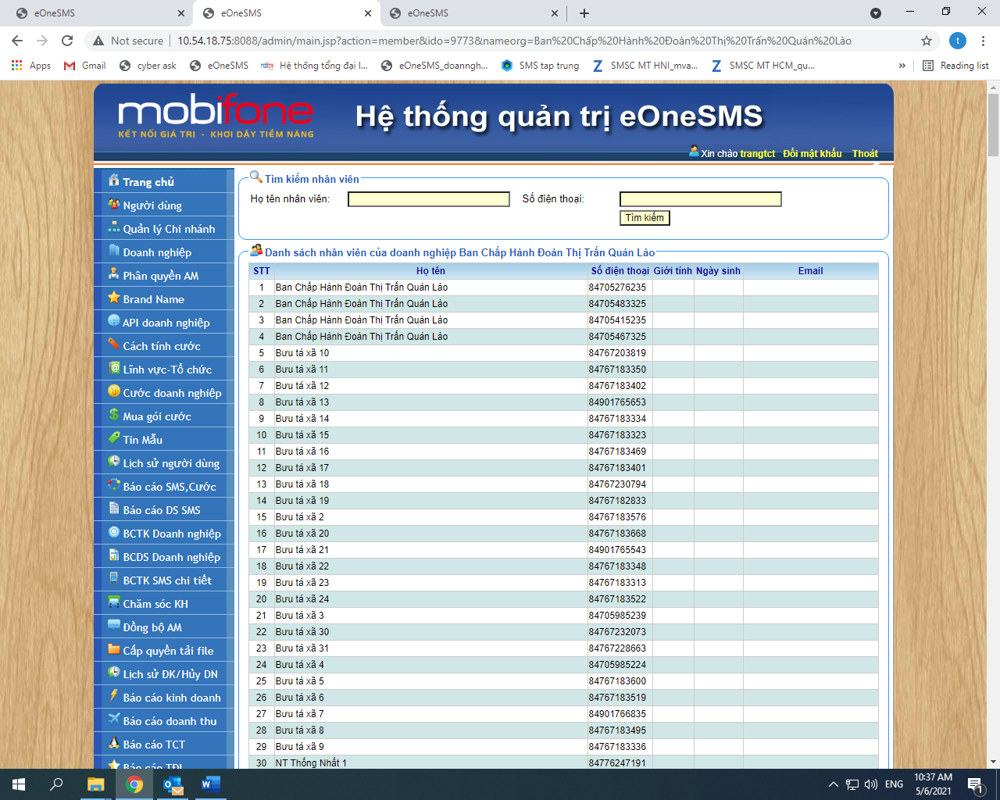 eOneSMS
eOneSMS
eOneSMS
Not secure
10.54.18.75:8088/admin/main.jsp?action=member&ido=9773&nameorg=Ban%20Chấp%20Hành%20Đoàn%20Thị%20Trấn%20Quán%20Lào
t
Apps
Gmail
cyber ask
eOneSMS
Hệ thống tổng đài I...
eOneSMS_doanngh...
SMS tap trung
SMSC MT HNI_mva...
SMSC MT HCM_qu...
»
Reading list
mobifone
KẾT NỐI GIÁ TRỊ - KHƠI DẬY TIỀM NĂNG
Hệ thống quản trị eOneSMS
Xin chào trangtct Đổi mật khẩu Thoát
Trang chủ
Người dùng
Quản lý Chi nhánh
Doanh nghiệp
Phân quyền AM
Brand Name
API doanh nghiệp
Cách tính cước
Lĩnh vực-Tổ chức
Cước doanh nghiệp
Mua gói cước
Tin Mẫu
Lịch sử người dùng
Báo cáo SMS,Cước
Báo cáo DS SMS
BCTK Doanh nghiệp
BCDS Doanh nghiệp
BCTK SMS chi tiết
Chăm sóc KH
Đồng bộ AM
Cấp quyền tải file
Lịch sử ĐK/Hủy DN
Báo cáo kinh doanh
Báo cáo doanh thu
Báo cáo TCT
Báo cáo TĐL
Tìm kiếm nhân viên
Họ tên nhân viên:
Số điện thoại:
Tìm kiếm
Danh sách nhân viên của doanh nghiệp Ban Chấp Hành Đoàn Thị Trấn Quán Lào
STT Họ tên Số điện thoại Giới tính Ngày sinh Email
1 Ban Chấp Hành Đoàn Thị Trấn Quán Lào 84705276235
2 Ban Chấp Hành Đoàn Thị Trấn Quán Lào 84705483325
3 Ban Chấp Hành Đoàn Thị Trấn Quán Lào 84705415235
4 Ban Chấp Hành Đoàn Thị Trấn Quán Lào 84705467325
5 Bưu tá xã 10 84767203819
6 Bưu tá xã 11 84767183350
7 Bưu tá xã 12 84767183402
8 Bưu tá xã 13 84901765653
9 Bưu tá xã 14 84767183334
10 Bưu tá xã 15 84767183323
11 Bưu tá xã 16 84767183469
12 Bưu tá xã 17 84767183401
13 Bưu tá xã 18 84767230794
14 Bưu tá xã 19 84767182833
15 Bưu tá xã 2 84767183576
16 Bưu tá xã 20 84767183668
17 Bưu tá xã 21 84901765543
18 Bưu tá xã 22 84767183348
19 Bưu tá xã 23 84767183313
20 Bưu tá xã 24 84767183522
21 Bưu tá xã 3 84705985239
22 Bưu tá xã 30 84767232073
23 Bưu tá xã 31 84767228663
24 Bưu tá xã 4 84705985224
25 Bưu tá xã 5 84767183600
26 Bưu tá xã 6 84767183519
27 Bưu tá xã 7 84901766835
28 Bưu tá xã 8 84767183495
29 Bưu tá xã 9 84767183336
30 NT Thống Nhất 1 84776247191
ENG
10:37 AM
5/6/2021
1